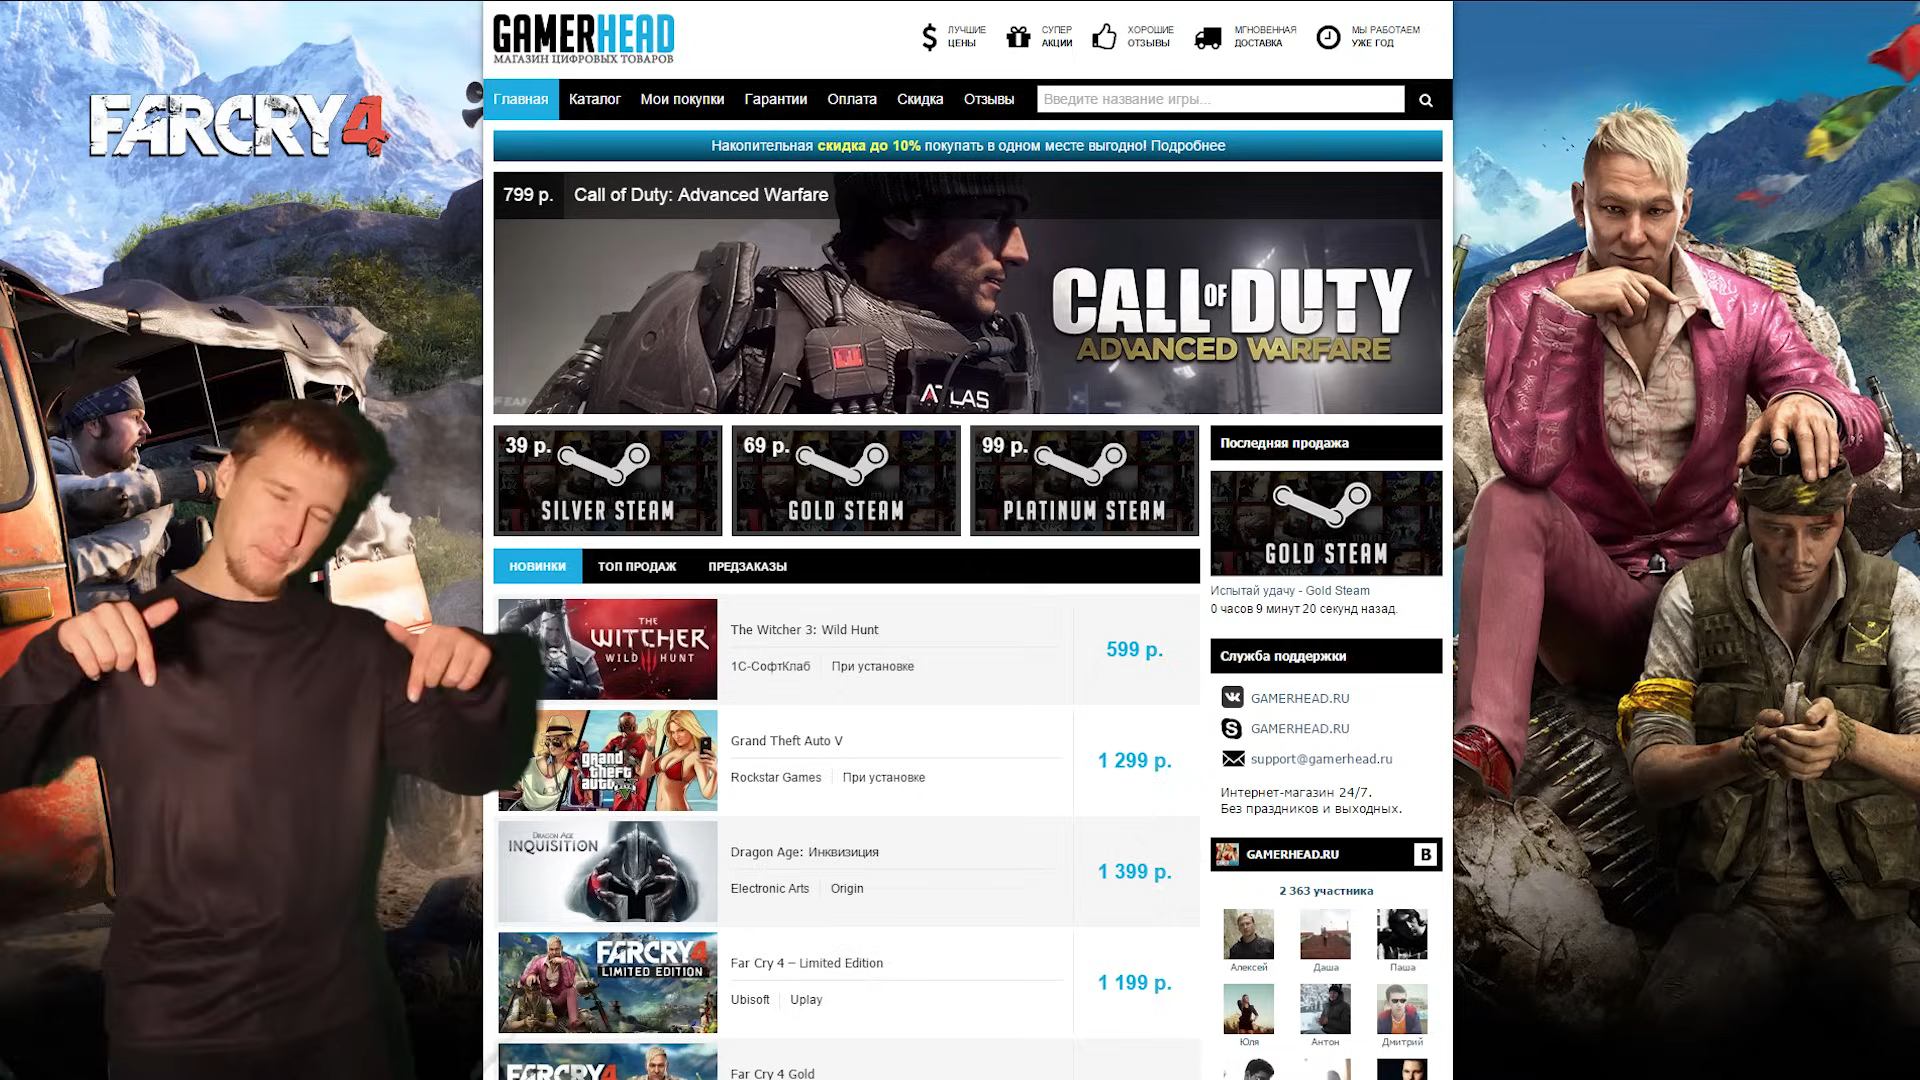 FARCRY4
GAMERHEAD
МАГАЗИН ЦИФРОВЫХ ТОВАРОВ
ЛУЧШИЕ
ЦЕНЫ
СУПЕР
АКЦИИ
ХОРОШИЕ
ОТЗЫВЫ
МГНОВЕННАЯ
ДОСТАВКА
МЫ РАБОТАЕМ
УЖЕ ГОД
Главная Каталог Мои покупки Гарантии Оплата Скидка Отзывы Введите название игры...
Накопительная скидка до 10% покупать в одном месте выгодно! Подробнее
799 р. Call of Duty: Advanced Warfare
CALL OF DUTY
ADVANCED WARFARE
ATLAS
39 р.
SILVER STEAM
69 р.
GOLD STEAM
99 р.
PLATINUM STEAM
НОВИНКИ ТОП ПРОДАЖ ПРЕДЗАКАЗЫ
THE
WITCHER
WILD HUNT
The Witcher 3: Wild Hunt
1С-СофтКлаб При установке
599 р.
grand
theft
auto V
Grand Theft Auto V
Rockstar Games При установке
1 299 р.
DRAGON AGE
INQUISITION
Dragon Age: Инквизиция
Electronic Arts Origin
1 399 р.
FARCRY4
LIMITED EDITION
Far Cry 4 – Limited Edition
Ubisoft Uplay
1 199 р.
FARCRY4
Far Cry 4 Gold
Последняя продажа
GOLD STEAM
Испытай удачу - Gold Steam
0 часов 9 минут 20 секунд назад.
Служба поддержки
GAMERHEAD.RU
GAMERHEAD.RU
support@gamerhead.ru
Интернет-магазин 24/7.
Без праздников и выходных.
GAMERHEAD.RU B
2 363 участника
Алексей Даша Паша
Юля Антон Дмитрий